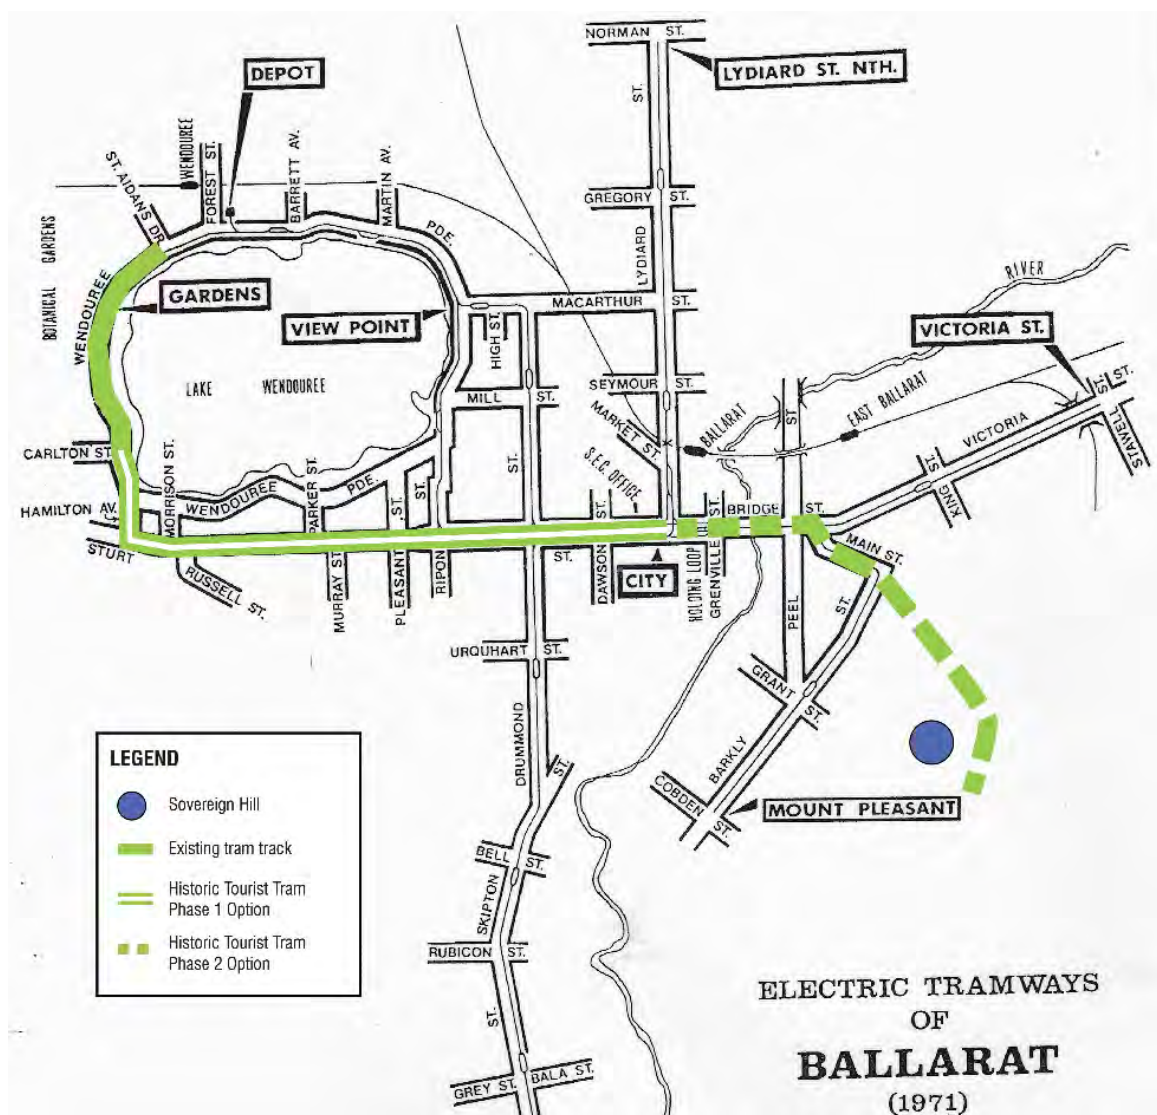 NORMAN ST.
LYDIARD ST. NTH.
DEPOT
ST.
WENDOUREE
FOREST ST.
BARRETT AV.
MARTIN AV.
ST. AIDANS DR.
BOTANICAL GARDENS
GREGORY ST.
PDE.
LYDIARD
RIVER
WENDOUREE
GARDENS
VIEW POINT
MACARTHUR ST.
VICTORIA ST.
HIGH ST.
LAKE WENDOUREE
SEYMOUR ST.
MILL ST.
MARKET ST.
BALLARAT
ST
EAST BALLARAT
VICTORIA
ST.
ST.
STAWELL
CARLTON ST.
MORRISON ST.
S.E.C. OFFICE
KING ST.
HAMILTON AV.
WENDOUREE PDE.
PARKER ST.
ST.
ST.
ST.
BRIDGE ST.
ST.
STURT ST.
RUSSELL ST.
MURRAY ST.
PLEASANT
RIPON
DAWSON ST.
CITY
HOLDING LOOP
GRENVILLE
MAIN ST.
PEEL
ST.
URQUHART ST.
GRANT ST.
DRUMMOND
ST.
BARKLY
COBDEN ST.
MOUNT PLEASANT
LEGEND
Sovereign Hill
Existing tram track
Historic Tourist Tram
Phase 1 Option
Historic Tourist Tram
Phase 2 Option
BELL ST.
SKIPTON
RUBICON ST.
ST.
GREY ST.
BALA ST.
ELECTRIC TRAMWAYS
OF
BALLARAT
(1971)